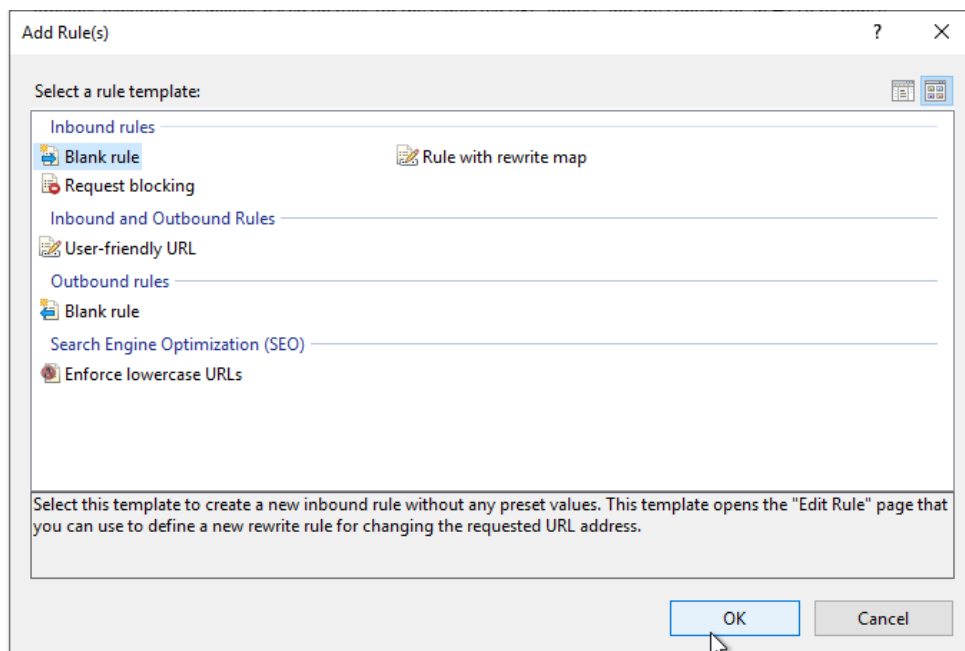 Add Rule(s)
?
Select a rule template:
Inbound rules
Blank rule
Rule with rewrite map
Request blocking
Inbound and Outbound Rules
User-friendly URL
Outbound rules
Blank rule
Search Engine Optimization (SEO)
Enforce lowercase URLs
Select this template to create a new inbound rule without any preset values. This template opens the "Edit Rule" page that
you can use to define a new rewrite rule for changing the requested URL address.
OK
Cancel